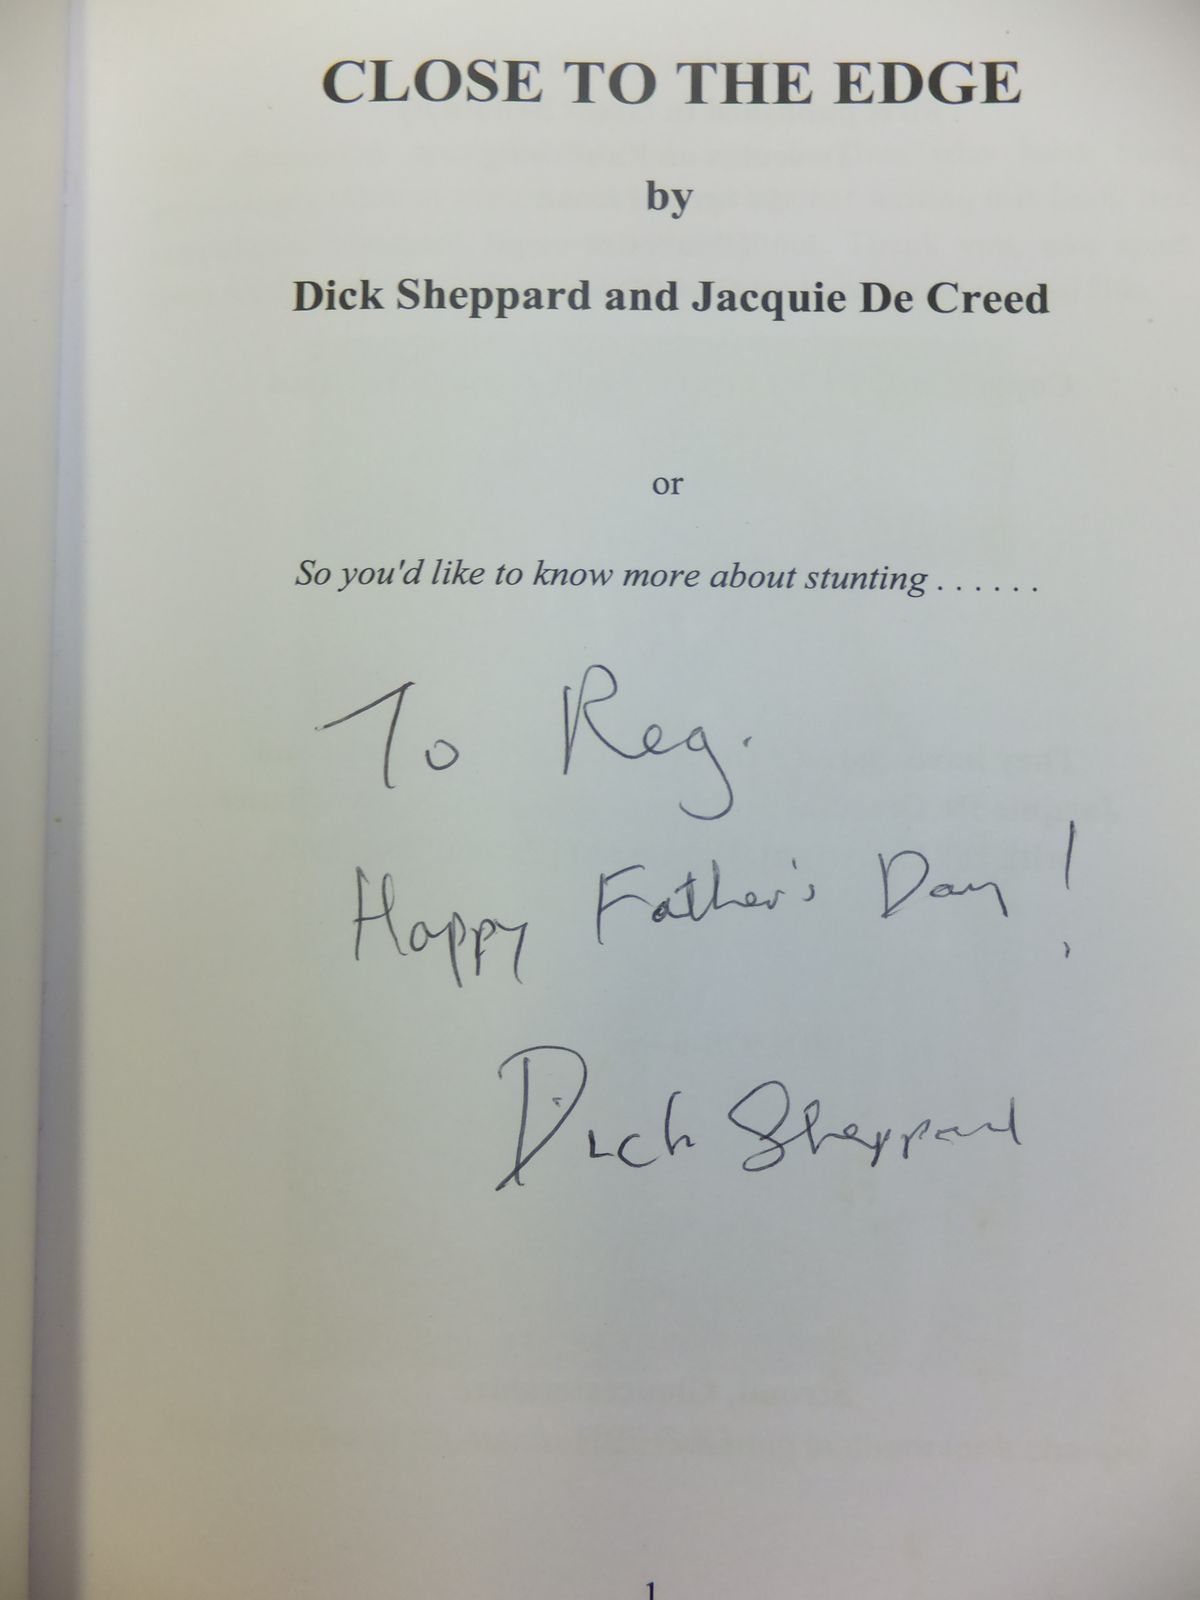 CLOSE TO THE EDGE
by
Dick Sheppard and Jacquie De Creed
or
So you'd like to know more about stunting . . . . . .
To Reg.
Happy Father's Day!
Dick Sheppard
1